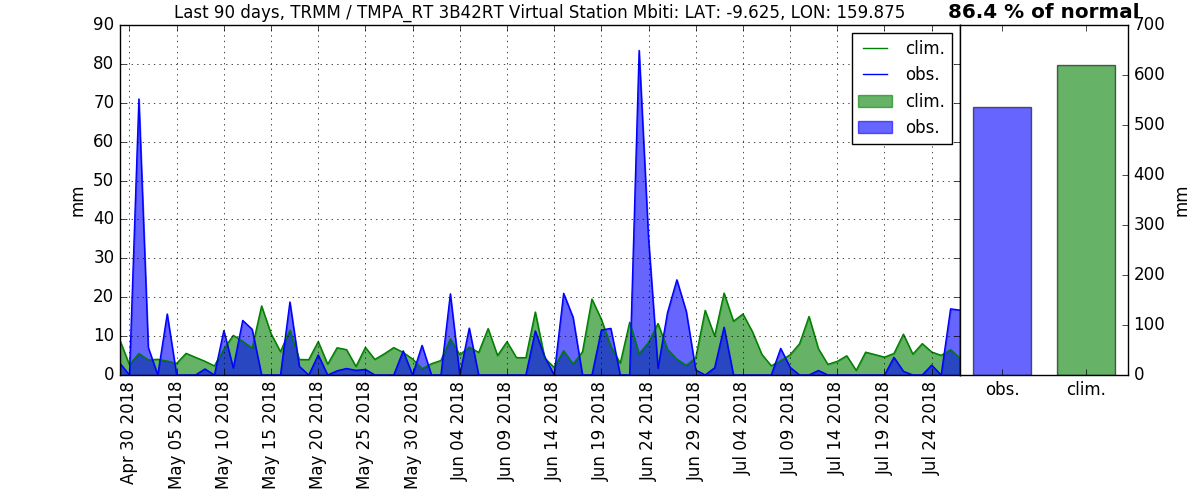 Last 90 days, TRMM / TMPA_RT 3B42RT Virtual Station Mbiti: LAT: -9.625, LON: 159.875
86.4 % of normal
90
80
70
60
50
40
30
20
10
0
mm
clim.
obs.
clim.
obs.
Apr 30 2018
May 05 2018
May 10 2018
May 15 2018
May 20 2018
May 25 2018
May 30 2018
Jun 04 2018
Jun 09 2018
Jun 14 2018
Jun 19 2018
Jun 24 2018
Jun 29 2018
Jul 04 2018
Jul 09 2018
Jul 14 2018
Jul 19 2018
Jul 24 2018
700
600
500
400
300
200
100
0
mm
obs.
clim.